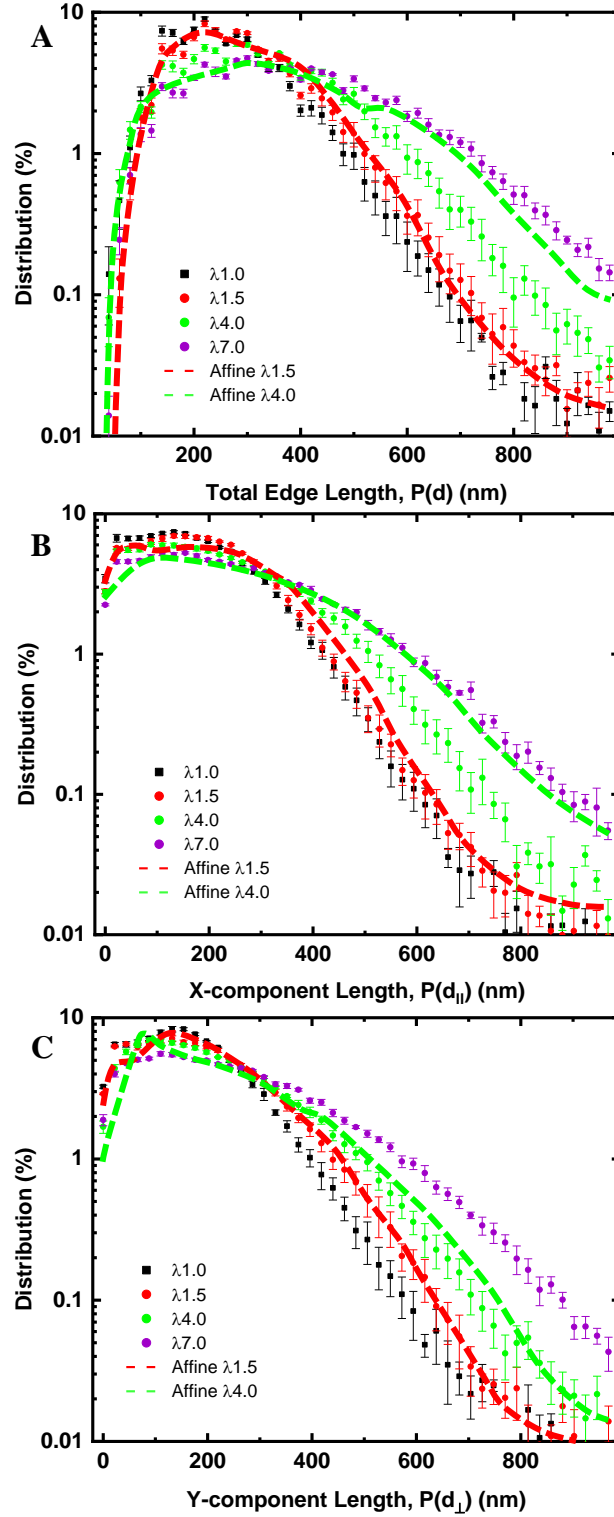 A
10
1
0.1
0.01
Distribution (%)
λ1.0
λ1.5
λ4.0
λ7.0
Affine λ1.5
Affine λ4.0
200 400 600 800
Total Edge Length, P(d) (nm)
B
10
1
0.1
0.01
Distribution (%)
λ1.0
λ1.5
λ4.0
λ7.0
Affine λ1.5
Affine λ4.0
0 200 400 600 800
X-component Length, P(d||) (nm)
C
10
1
0.1
0.01
Distribution (%)
λ1.0
λ1.5
λ4.0
λ7.0
Affine λ1.5
Affine λ4.0
0 200 400 600 800
Y-component Length, P(d⊥) (nm)